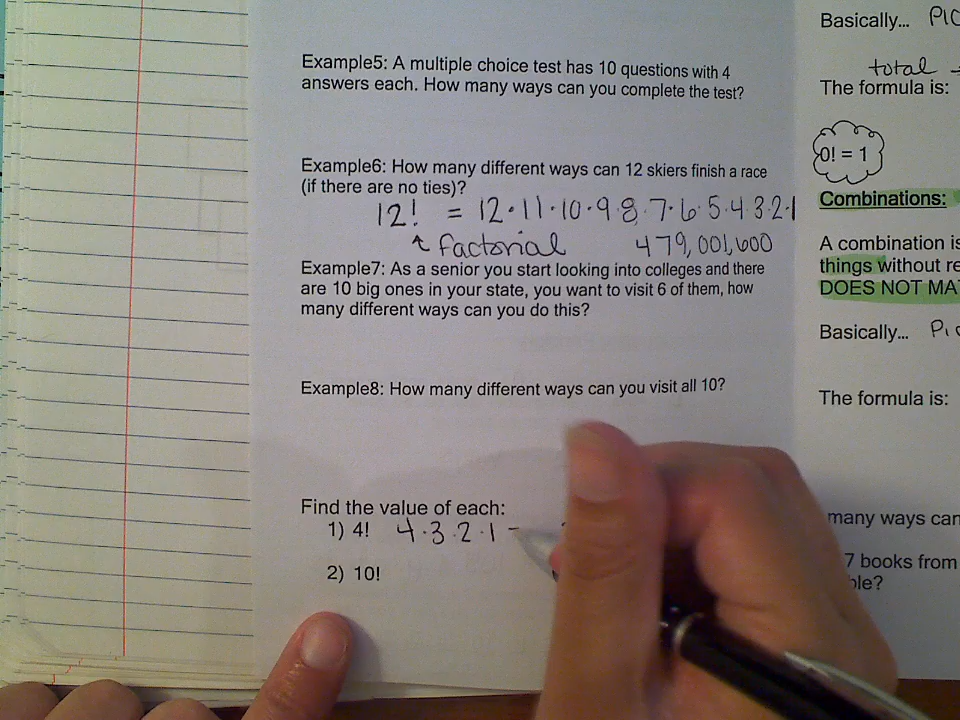 Example5: A multiple choice test has 10 questions with 4
answers each. How many ways can you complete the test?
Example6: How many different ways can 12 skiers finish a race
(if there are no ties)?
12! = 12·11·10·9·8·7·6·5·4·3·2·1
↑ factorial 479,001,600
Example7: As a senior you start looking into colleges and there
are 10 big ones in your state, you want to visit 6 of them, how
many different ways can you do this?
Example8: How many different ways can you visit all 10?
Find the value of each:
1) 4! 4·3·2·1
2) 10!
Basically...
total
The formula is:
0! = 1
Combinations:
A combination is
things without
DOES NOT
Basically...
The formula is:
many ways can
7 books from